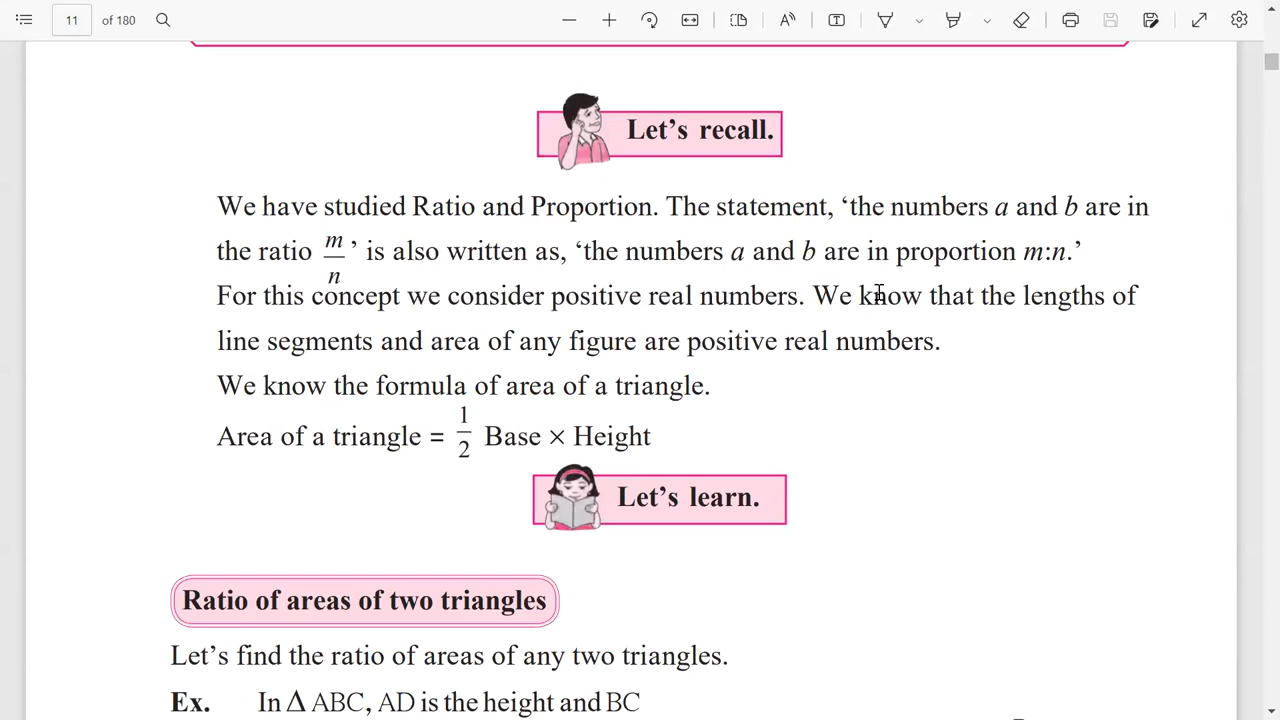 11 of 180
Let's recall.
We have studied Ratio and Proportion. The statement, ‘the numbers a and b are in
the ratio m/n ’ is also written as, ‘the numbers a and b are in proportion m:n.’
For this concept we consider positive real numbers. We know that the lengths of
line segments and area of any figure are positive real numbers.
We know the formula of area of a triangle.
Area of a triangle = 1/2 Base × Height
Let’s learn.
Ratio of areas of two triangles
Let’s find the ratio of areas of any two triangles.
Ex. In Δ ABC, AD is the height and BC